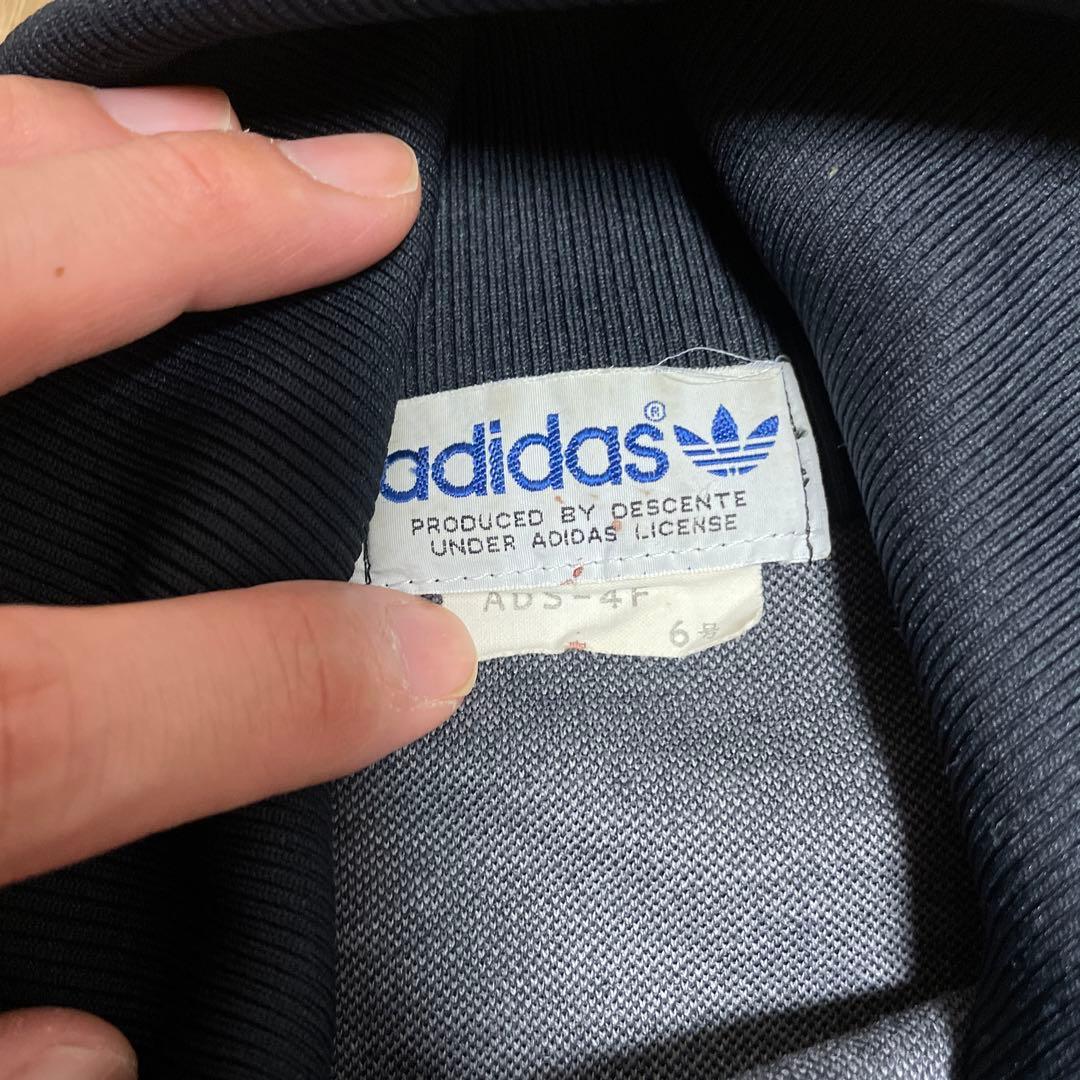 adidas®
PRODUCED BY DESCENTE
UNDER ADIDAS LICENSE
ADS-4F
6号